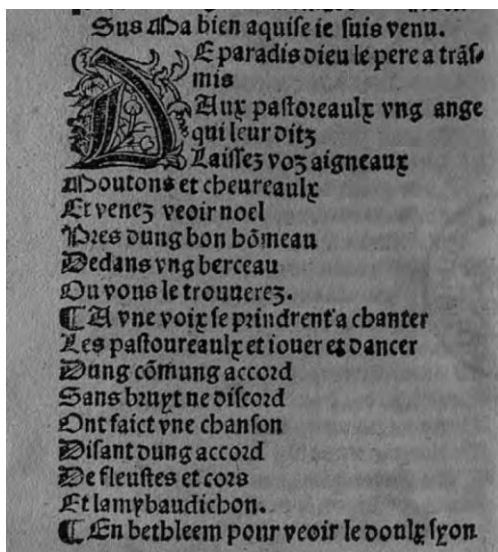 Sus Ma bien aquise ie suis venu.
DE paradis dieu le pere a trãs-
mis
Aux pastoreaulx vng ange
qui leur ditz
Laissez voz aigneaux
Moutons et cheureaulx
Et venez veoir noel
Pres dung bon hõmeau
Dedans vng berceau
Ou vous le trouuerez.
¶ A vne voix se prindrent a chanter
Les pastoureaulx et iouer et dancer
Dung cõmung accord
Sans bruyt ne discord
Ont faict vne chanson
Disant dung accord
De fleustes et cors
Et lamybaudichon.
¶ En bethleem pour veoir le doulx syon